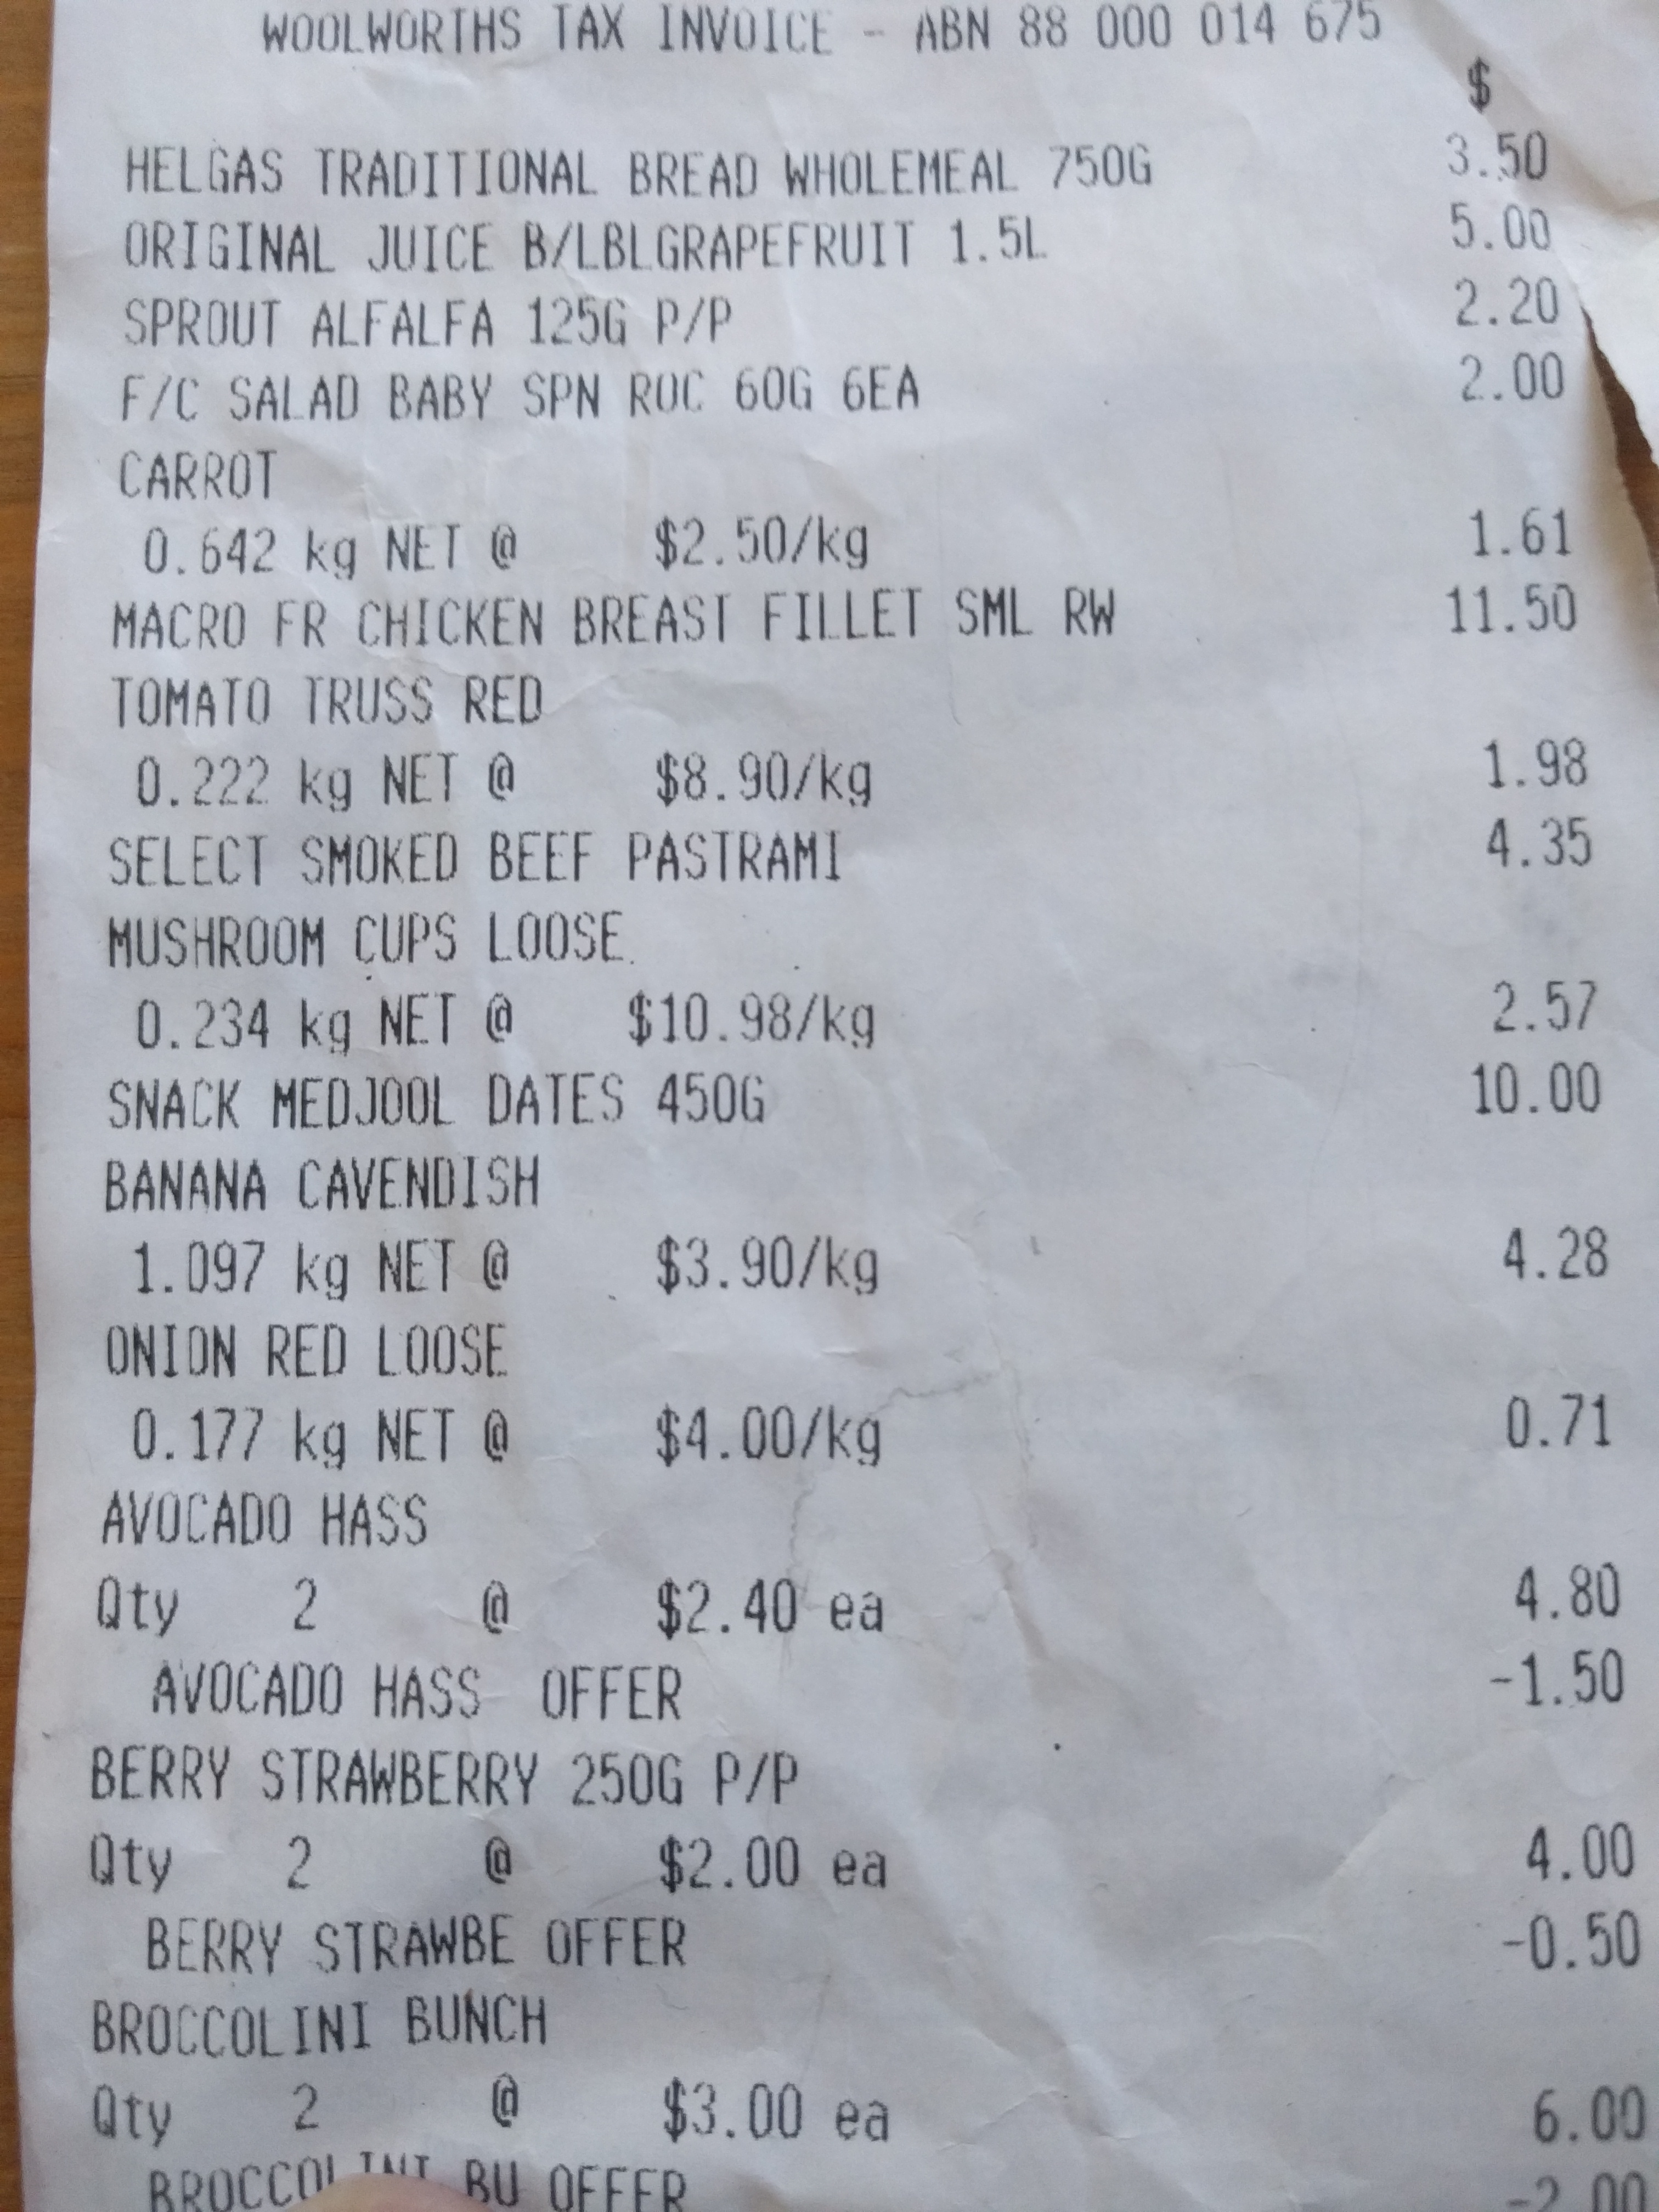 WOOLWORTHS TAX INVOICE - ABN 88 000 014 675
$
HELGAS TRADITIONAL BREAD WHOLEMEAL 750G 3.50
ORIGINAL JUICE B/LBLGRAPEFRUIT 1.5L 5.00
SPROUT ALFALFA 125G P/P 2.20
F/C SALAD BABY SPN ROC 60G 6EA 2.00
CARROT
0.642 kg NET @ $2.50/kg 1.61
MACRO FR CHICKEN BREAST FILLET SML RW 11.50
TOMATO TRUSS RED
0.222 kg NET @ $8.90/kg 1.98
SELECT SMOKED BEEF PASTRAMI 4.35
MUSHROOM CUPS LOOSE
0.234 kg NET @ $10.98/kg 2.57
SNACK MEDJOOL DATES 450G 10.00
BANANA CAVENDISH
1.097 kg NET @ $3.90/kg 4.28
ONION RED LOOSE
0.177 kg NET @ $4.00/kg 0.71
AVOCADO HASS
Qty 2 @ $2.40 ea 4.80
AVOCADO HASS OFFER -1.50
BERRY STRAWBERRY 250G P/P
Qty 2 @ $2.00 ea 4.00
BERRY STRAWBE OFFER -0.50
BROCCOLINI BUNCH
Qty 2 @ $3.00 ea 6.00
BROCCOLINI BU OFFER -2.00